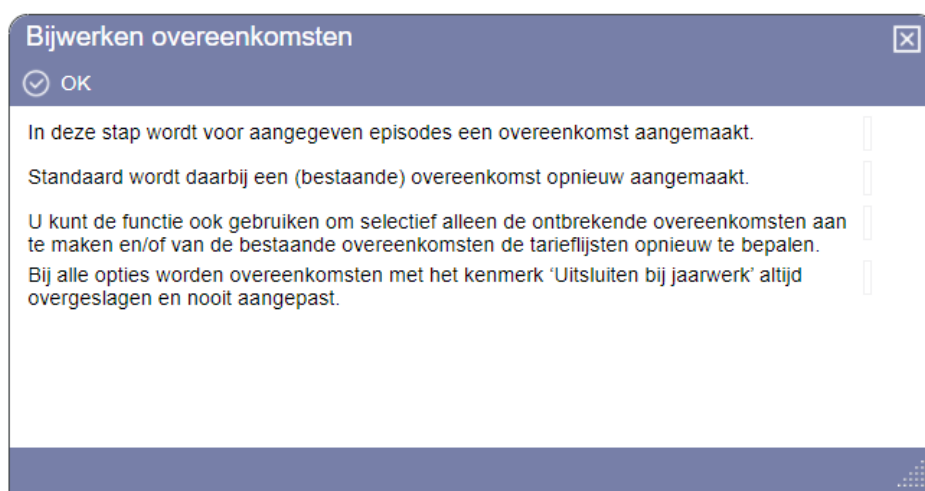 Bijwerken overeenkomsten
OK
In deze stap wordt voor aangegeven episodes een overeenkomst aangemaakt.
Standaard wordt daarbij een (bestaande) overeenkomst opnieuw aangemaakt.
U kunt de functie ook gebruiken om selectief alleen de ontbrekende overeenkomsten aan
te maken en/of van de bestaande overeenkomsten de tarieflijsten opnieuw te bepalen.
Bij alle opties worden overeenkomsten met het kenmerk ‘Uitsluiten bij jaarwerk’ altijd
overgeslagen en nooit aangepast.